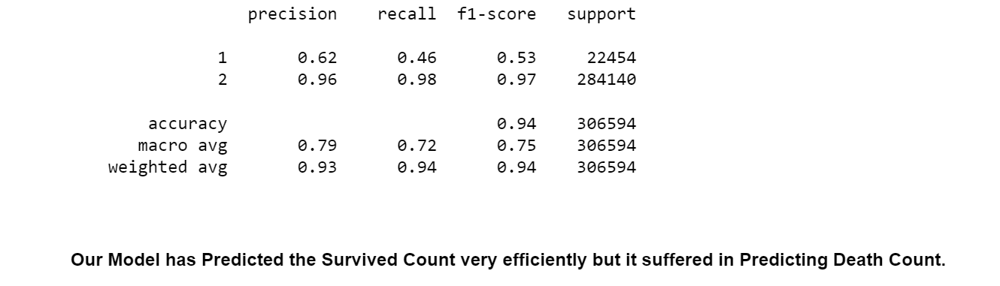 precision recall f1-score support
1 0.62 0.46 0.53 22454
2 0.96 0.98 0.97 284140
accuracy 0.94 306594
macro avg 0.79 0.72 0.75 306594
weighted avg 0.93 0.94 0.94 306594
Our Model has Predicted the Survived Count very efficiently but it suffered in Predicting Death Count.